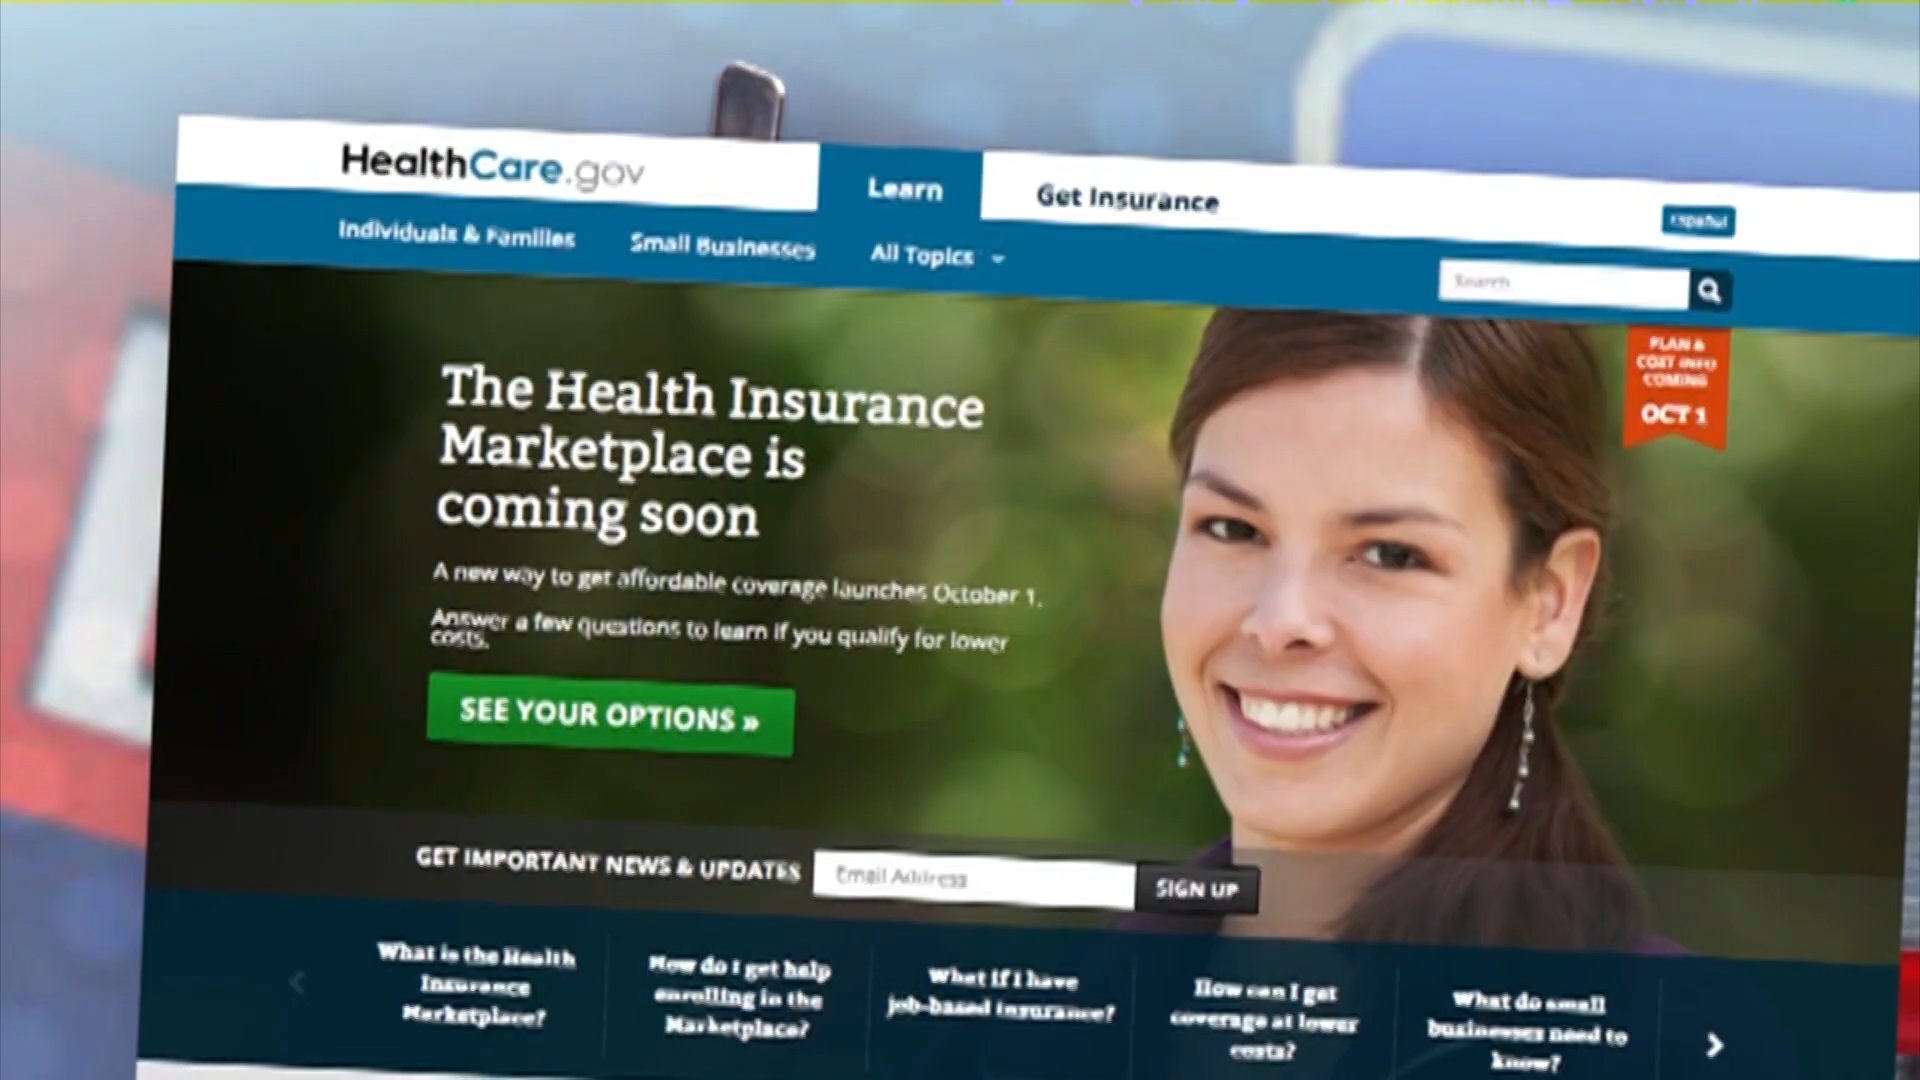 HealthCare.gov
Learn
Get Insurance
español
Individuals & Families
Small Businesses
All Topics
Search
PLAN &
COST INFO
COMING
OCT 1
The Health Insurance
Marketplace is
coming soon
A new way to get affordable coverage launches October 1.
Answer a few questions to learn if you qualify for lower
costs.
SEE YOUR OPTIONS »
GET IMPORTANT NEWS & UPDATES
Email Address
SIGN UP
What is the Health
Insurance
Marketplace?
How do I get help
enrolling in the
Marketplace?
What if I have
job-based insurance?
How can I get
coverage at lower
costs?
What do small
businesses need to
know?